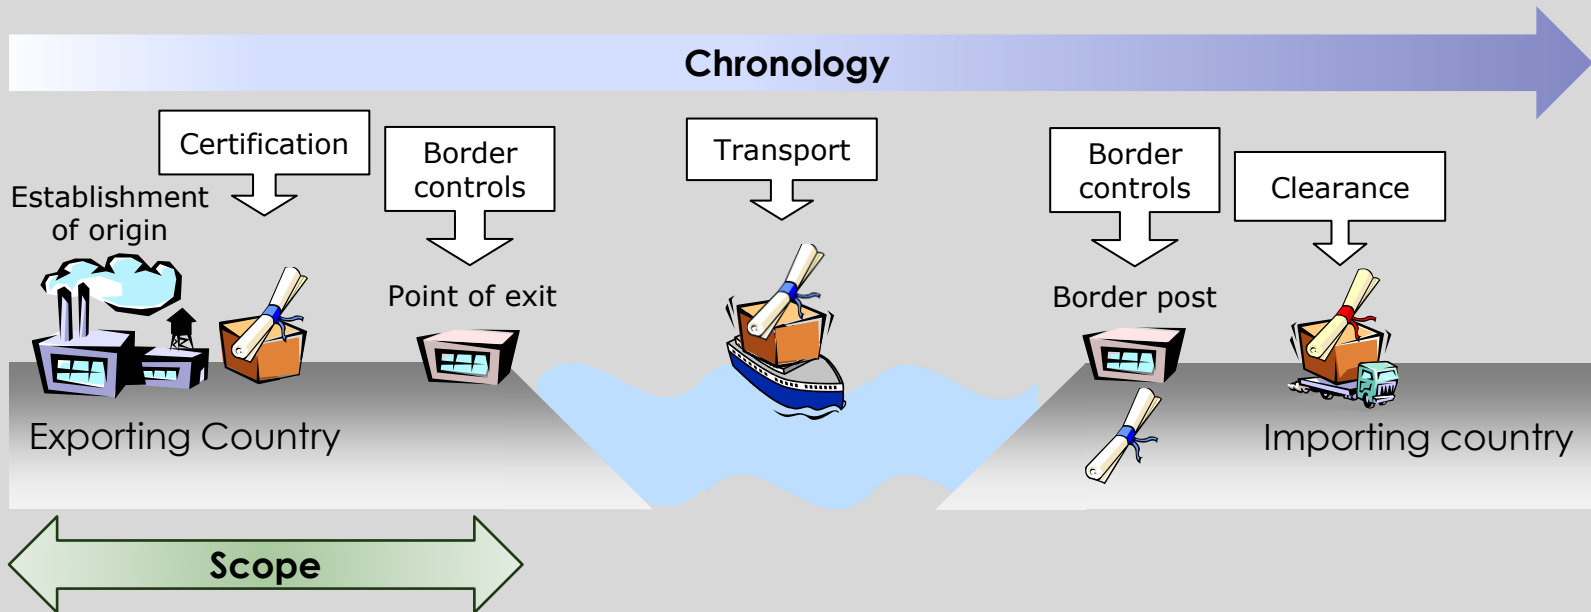 Chronology
Certification
Border
controls
Transport
Border
controls
Clearance
Establishment
of origin
Point of exit
Border post
Exporting Country
Importing country
Scope